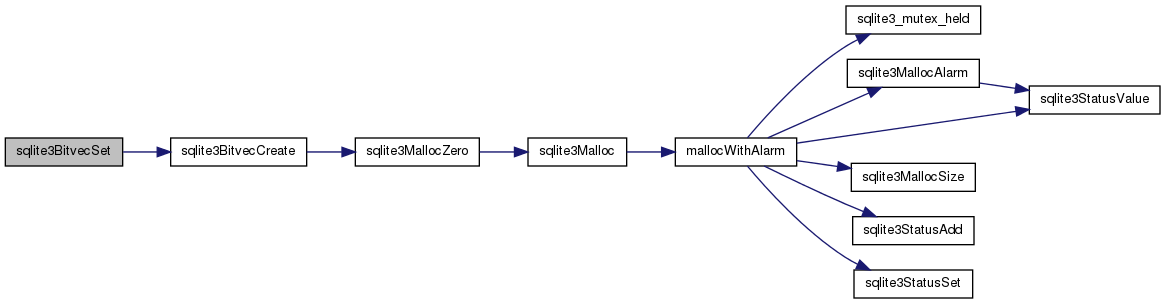 sqlite3BitvecSet
sqlite3BitvecCreate
sqlite3MallocZero
sqlite3Malloc
mallocWithAlarm
sqlite3_mutex_held
sqlite3MallocAlarm
sqlite3StatusValue
sqlite3MallocSize
sqlite3StatusAdd
sqlite3StatusSet